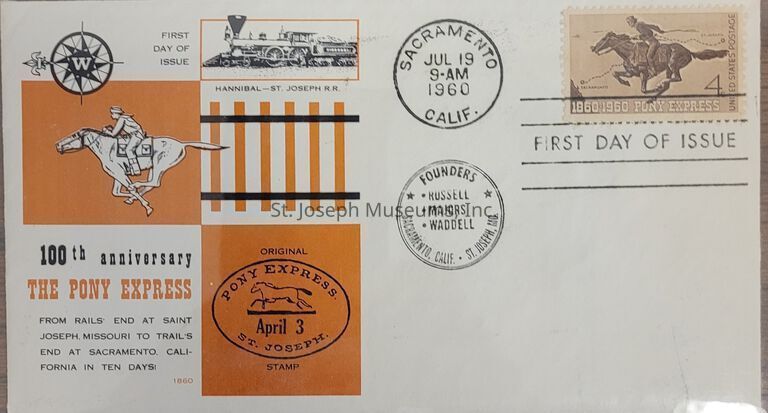 FIRST
DAY OF
ISSUE
W
HANNIBAL—ST. JOSEPH R.R.
100th anniversary
THE PONY EXPRESS
FROM RAILS' END AT SAINT
JOSEPH, MISSOURI TO TRAIL'S
END AT SACRAMENTO, CALI-
FORNIA IN TEN DAYS!
1860
ORIGINAL
PONY EXPRESS.
April 3
ST. JOSEPH.
STAMP
SACRAMENTO
JUL 19
9-AM
1960
CALIF.
FOUNDERS
• RUSSELL
• MAJORS
• WADDELL
SACRAMENTO, CALIF. • ST. JOSEPH, MO.
ST. JOSEPH
SACRAMENTO
4
1860·1960 PONY EXPRESS
UNITED STATES POSTAGE
FIRST DAY OF ISSUE
St. Joseph Museums, Inc.